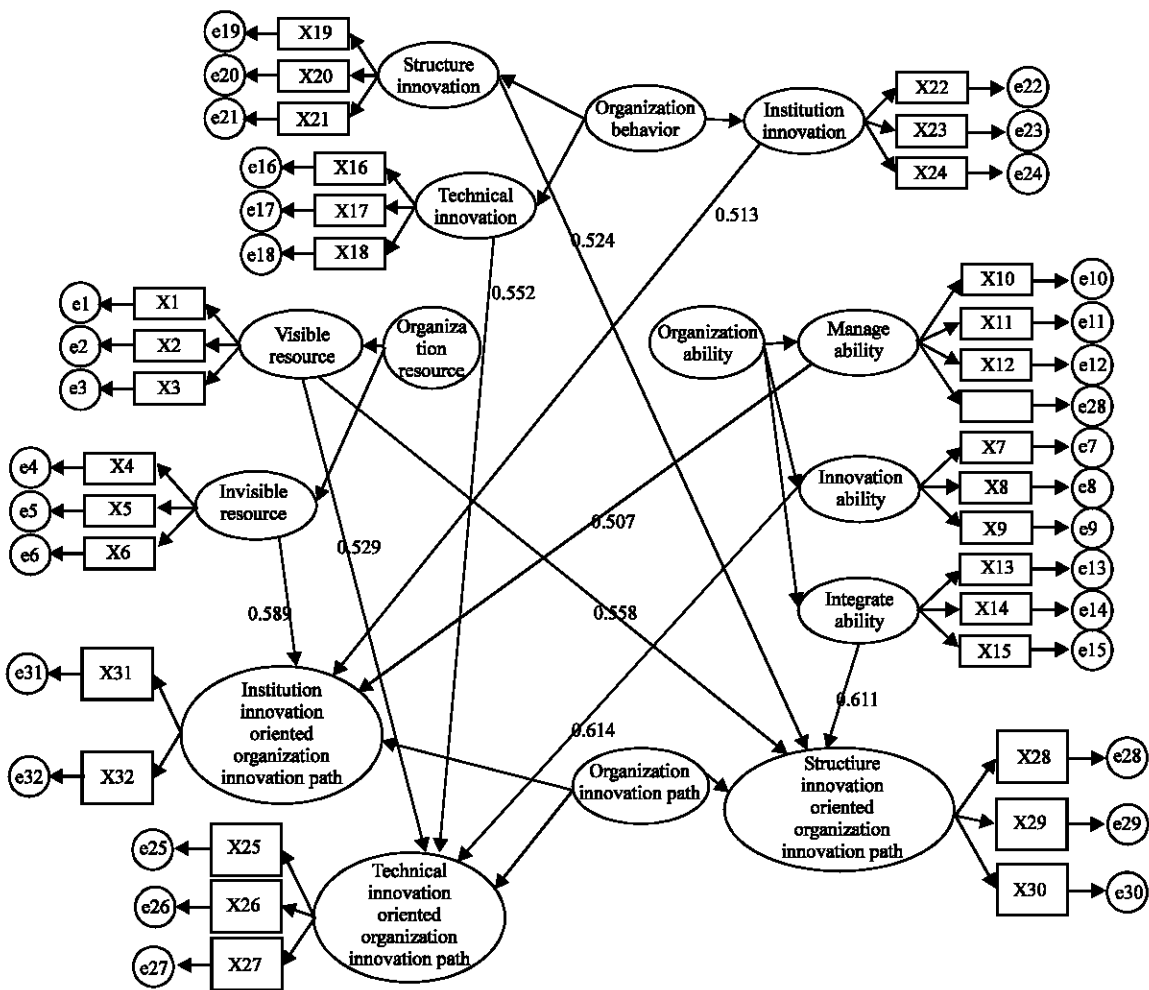 e19
X19
e20
X20
e21
X21
Structure
innovation
Organization
behavior
Institution
innovation
X22
e22
X23
e23
X24
e24
e16
X16
e17
X17
e18
X18
Technical
innovation
0.513
0.524
0.552
e1
X1
e2
X2
e3
X3
Visible
resource
Organiza
tion
resource
Organization
ability
Manage
ability
X10
e10
X11
e11
X12
e12
e28
e4
X4
e5
X5
e6
X6
Invisible
resource
Innovation
ability
X7
e7
X8
e8
X9
e9
0.507
0.529
0.589
0.558
Integrate
ability
X13
e13
X14
e14
X15
e15
0.611
0.614
e31
X31
e32
X32
Institution
innovation
oriented
organization
innovation path
Organization
innovation path
Structiure
innovation
oriented
organization
innovation path
X28
e28
X29
e29
X30
e30
e25
X25
e26
X26
e27
X27
Technical
innovation
oriented
organization
innovation path